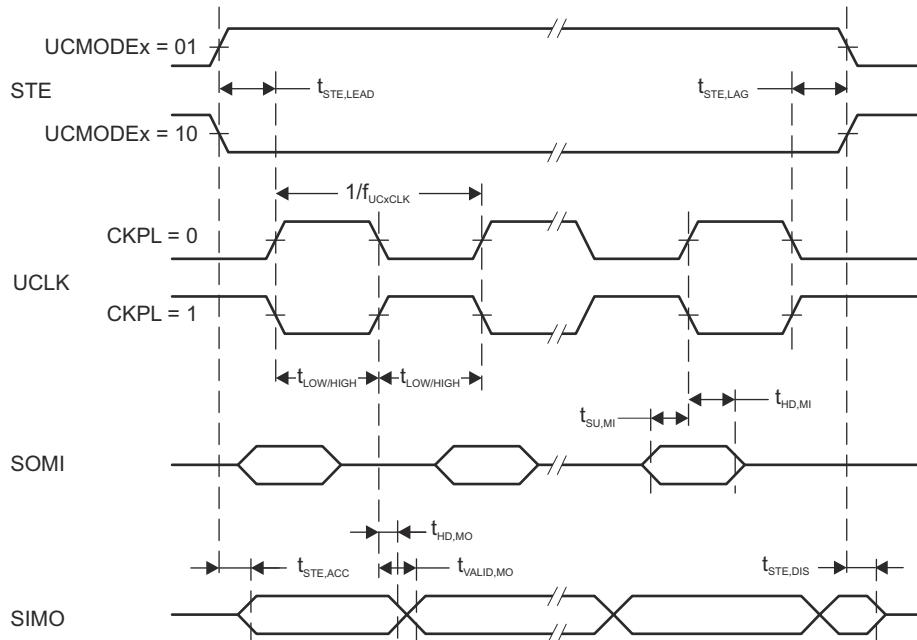 UCMODEx = 01
STE
tSTE,LEAD
tSTE,LAG
UCMODEx = 10
1/fUCxCLK
CKPL = 0
UCLK
CKPL = 1
tLOW/HIGH tLOW/HIGH
tSU,MI
tHD,MI
SOMI
tHD,MO
tSTE,ACC
tVALID,MO
tSTE,DIS
SIMO